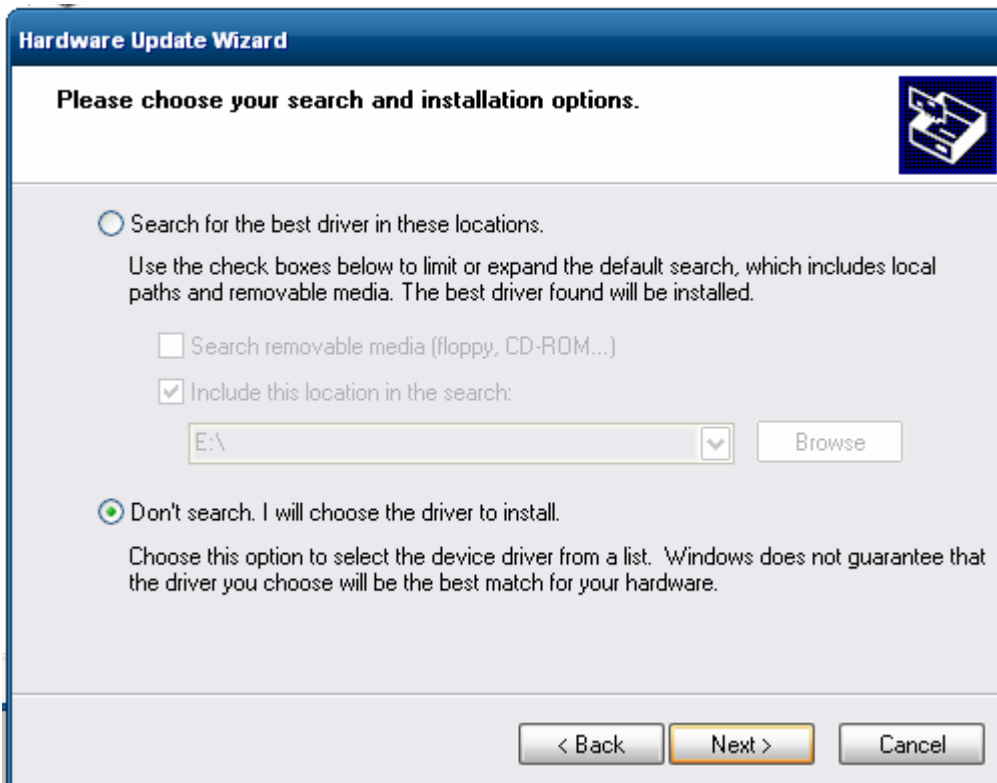 Hardware Update Wizard
Please choose your search and installation options.
Search for the best driver in these locations.
Use the check boxes below to limit or expand the default search, which includes local
paths and removable media. The best driver found will be installed.
Search removable media (floppy, CD-ROM...)
Include this location in the search:
E:\
Browse
Don't search. I will choose the driver to install.
Choose this option to select the device driver from a list. Windows does not guarantee that
the driver you choose will be the best match for your hardware.
< Back Next > Cancel